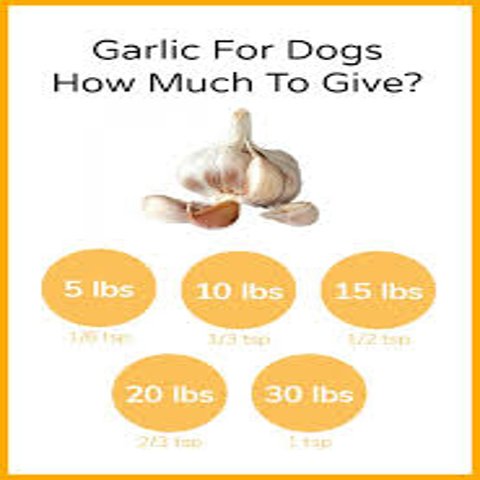 Garlic For Dogs
How Much To Give?
5 lbs
10 lbs
15 lbs
1/6 tsp
1/3 tsp
1/2 tsp
20 lbs
30 lbs
2/3 tsp
1 tsp